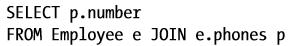 SELECT p.number
FROM Employee e JOIN e.phones p